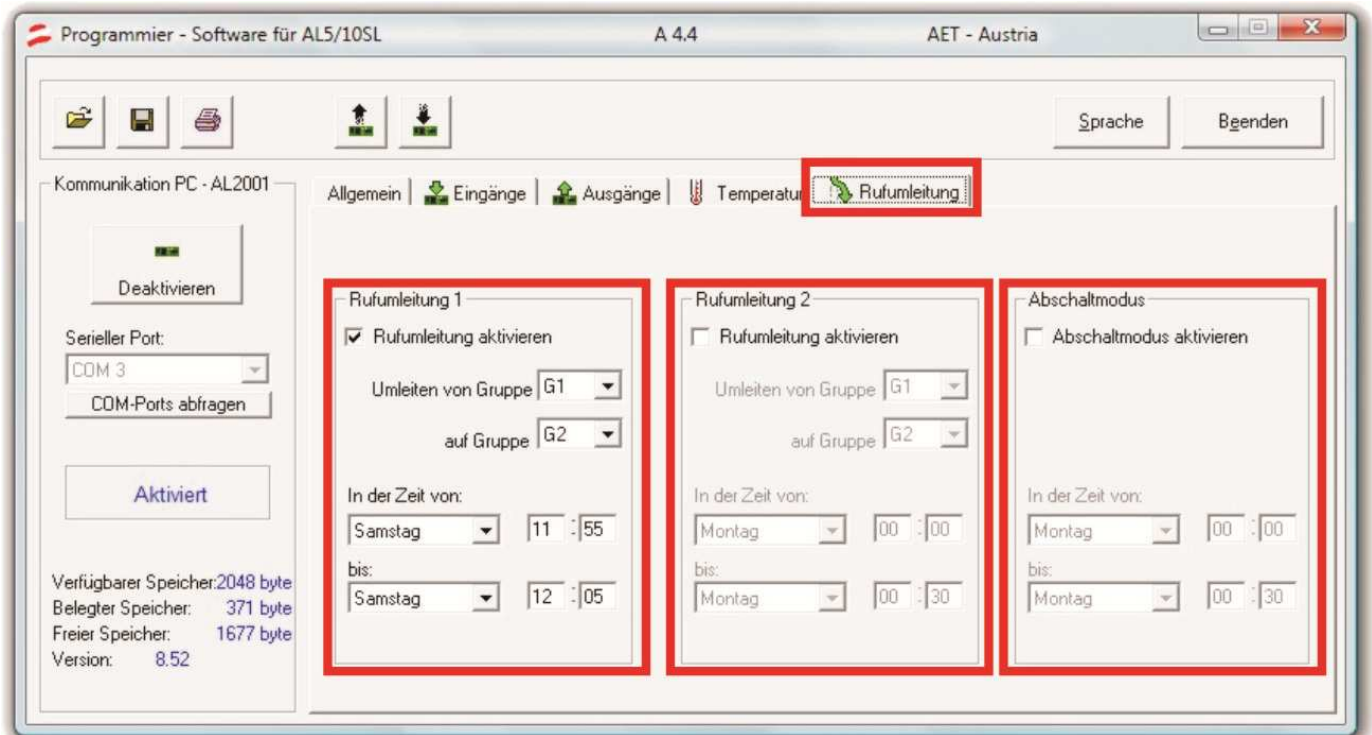 Programmier - Software für AL5/10SL A 4.4 AET - Austria
Sprache
Beenden
Kommunikation PC - AL2001
Deaktivieren
Serieller Port:
COM 3
COM-Ports abfragen
Aktiviert
Verfügbarer Speicher: 2048 byte
Belegter Speicher: 371 byte
Freier Speicher: 1677 byte
Version: 8.52
Allgemein Eingänge Ausgänge Temperatur Rufumleitung
Rufumleitung 1
Rufumleitung aktivieren
Umleiten von Gruppe G1
auf Gruppe G2
In der Zeit von:
Samstag 11 : 55
bis:
Samstag 12 : 05
Rufumleitung 2
Rufumleitung aktivieren
Umleiten von Gruppe G1
auf Gruppe G2
In der Zeit von:
Montag 00 : 00
bis:
Montag 00 : 30
Abschaltmodus
Abschaltmodus aktivieren
In der Zeit von:
Montag 00 : 00
bis:
Montag 00 : 30